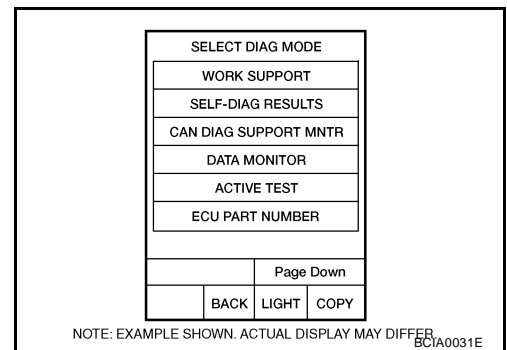 SELECT DIAG MODE
WORK SUPPORT
SELF-DIAG RESULTS
CAN DIAG SUPPORT MNTR
DATA MONITOR
ACTIVE TEST
ECU PART NUMBER
Page Down
BACK LIGHT COPY
NOTE: EXAMPLE SHOWN. ACTUAL DISPLAY MAY DIFFER
BCIA0031E